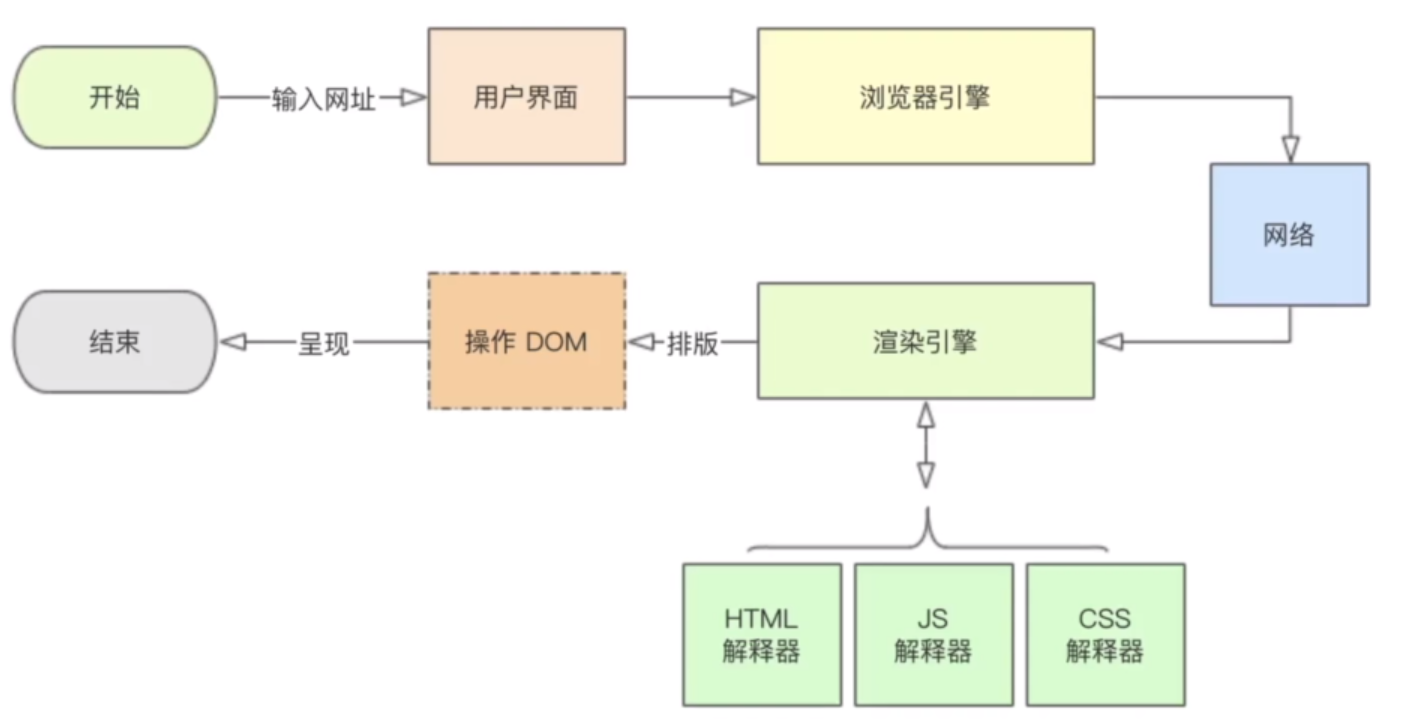 开始
输入网址
用户界面
浏览器引擎
网络
结束
呈现
操作 DOM
排版
渲染引擎
HTML
解释器
JS
解释器
CSS
解释器